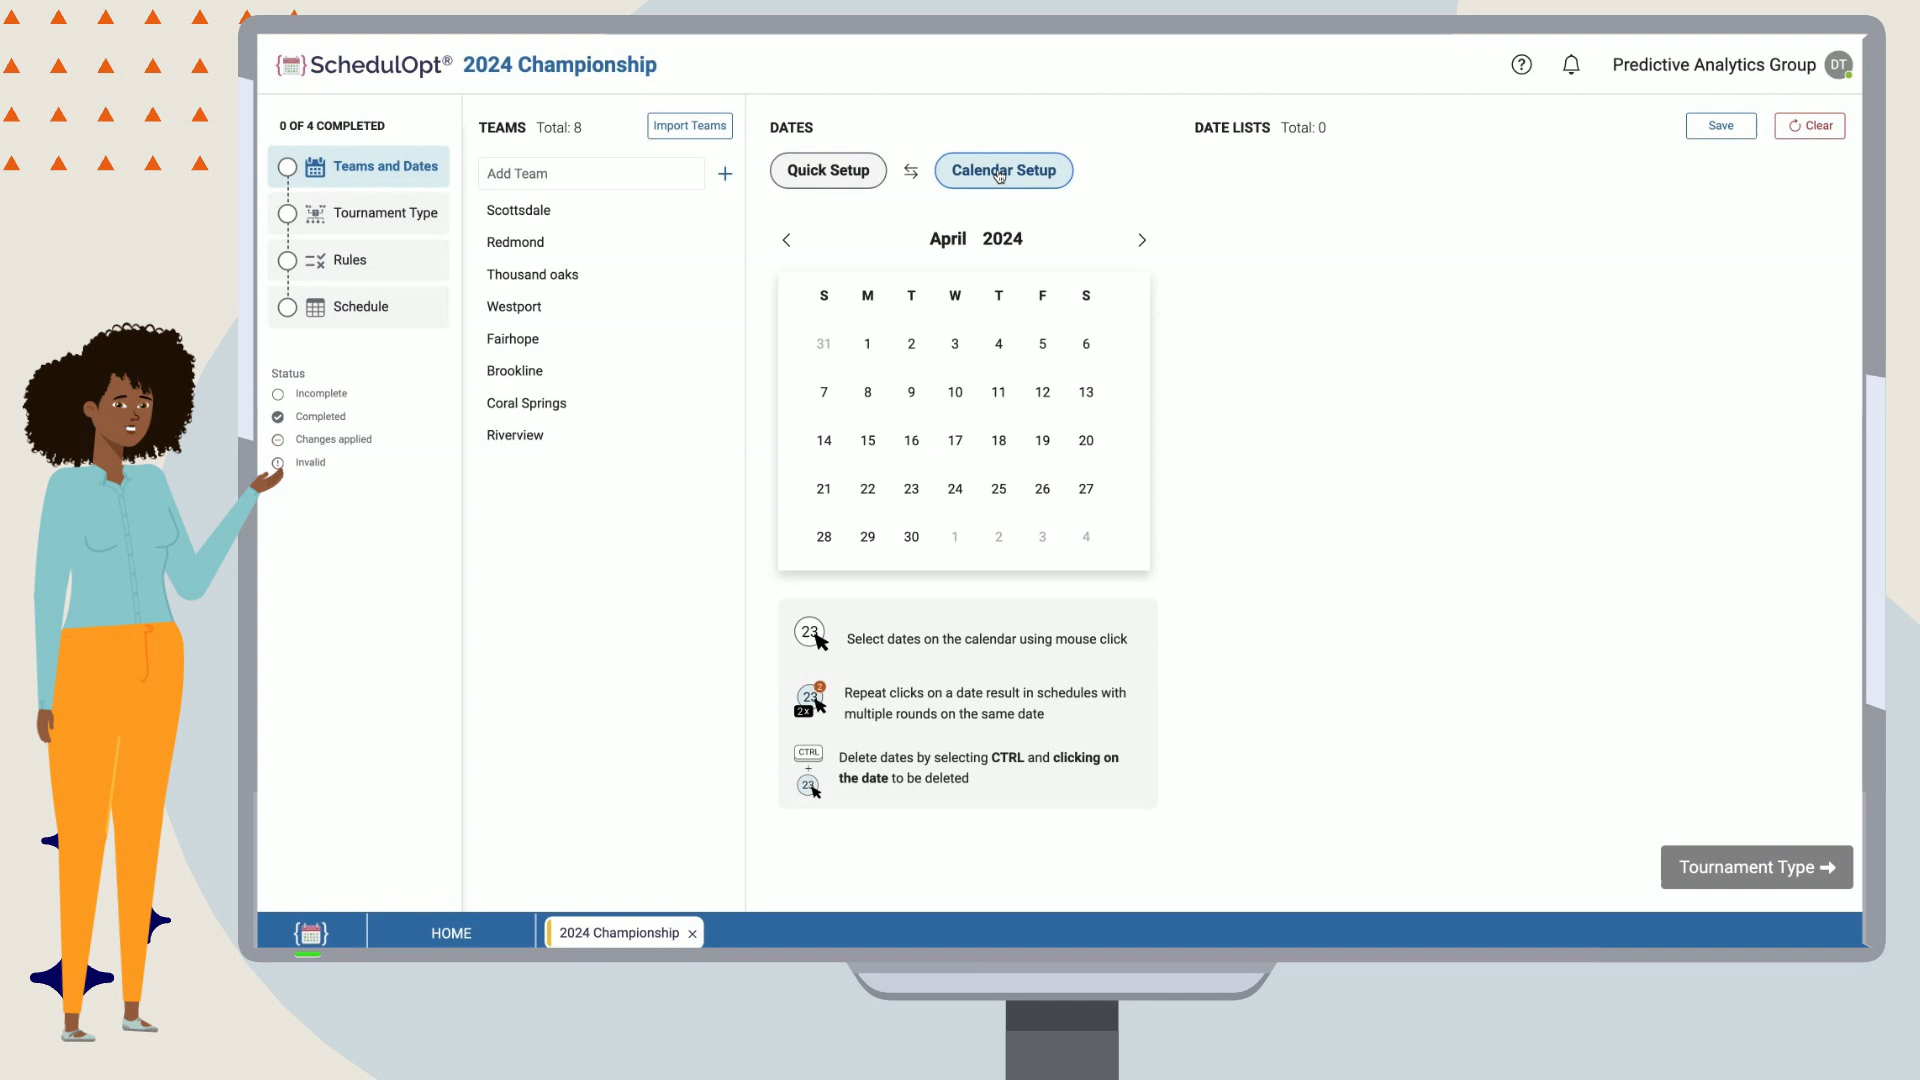 SchedulOpt® 2024 Championship
Predictive Analytics Group DT
0 OF 4 COMPLETED
Teams and Dates
Tournament Type
Rules
Schedule
Status
Incomplete
Completed
Changes applied
Invalid
TEAMS Total: 8 Import Teams
Add Team
Scottsdale
Redmond
Thousand oaks
Westport
Fairhope
Brookline
Coral Springs
Riverview
DATES
Quick Setup Calendar Setup
April 2024
S M T W T F S
31 1 2 3 4 5 6
7 8 9 10 11 12 13
14 15 16 17 18 19 20
21 22 23 24 25 26 27
28 29 30 1 2 3 4
23 Select dates on the calendar using mouse click
23 2 2x Repeat clicks on a date result in schedules with
multiple rounds on the same date
CTRL + 23 Delete dates by selecting CTRL and clicking on
the date to be deleted
DATE LISTS Total: 0
Save Clear
Tournament Type
HOME 2024 Championship